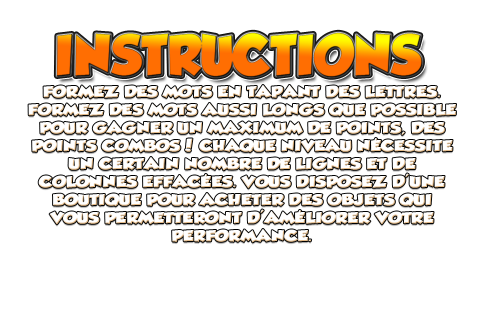 INSTRUCTIONS
FORMEZ DES MOTS EN TAPANT DES LETTRES.
FORMEZ DES MOTS AUSSI LONGS QUE POSSIBLE
POUR GAGNER UN MAXIMUM DE POINTS, DES
POINTS COMBOS ! CHAQUE NIVEAU NÉCESSITE
UN CERTAIN NOMBRE DE LIGNES ET DE
COLONNES EFFACÉES. VOUS DISPOSEZ D'UNE
BOUTIQUE POUR ACHETER DES OBJETS QUI
VOUS PERMETTERONT D'AMÉLIORER VOTRE
PERFORMANCE.